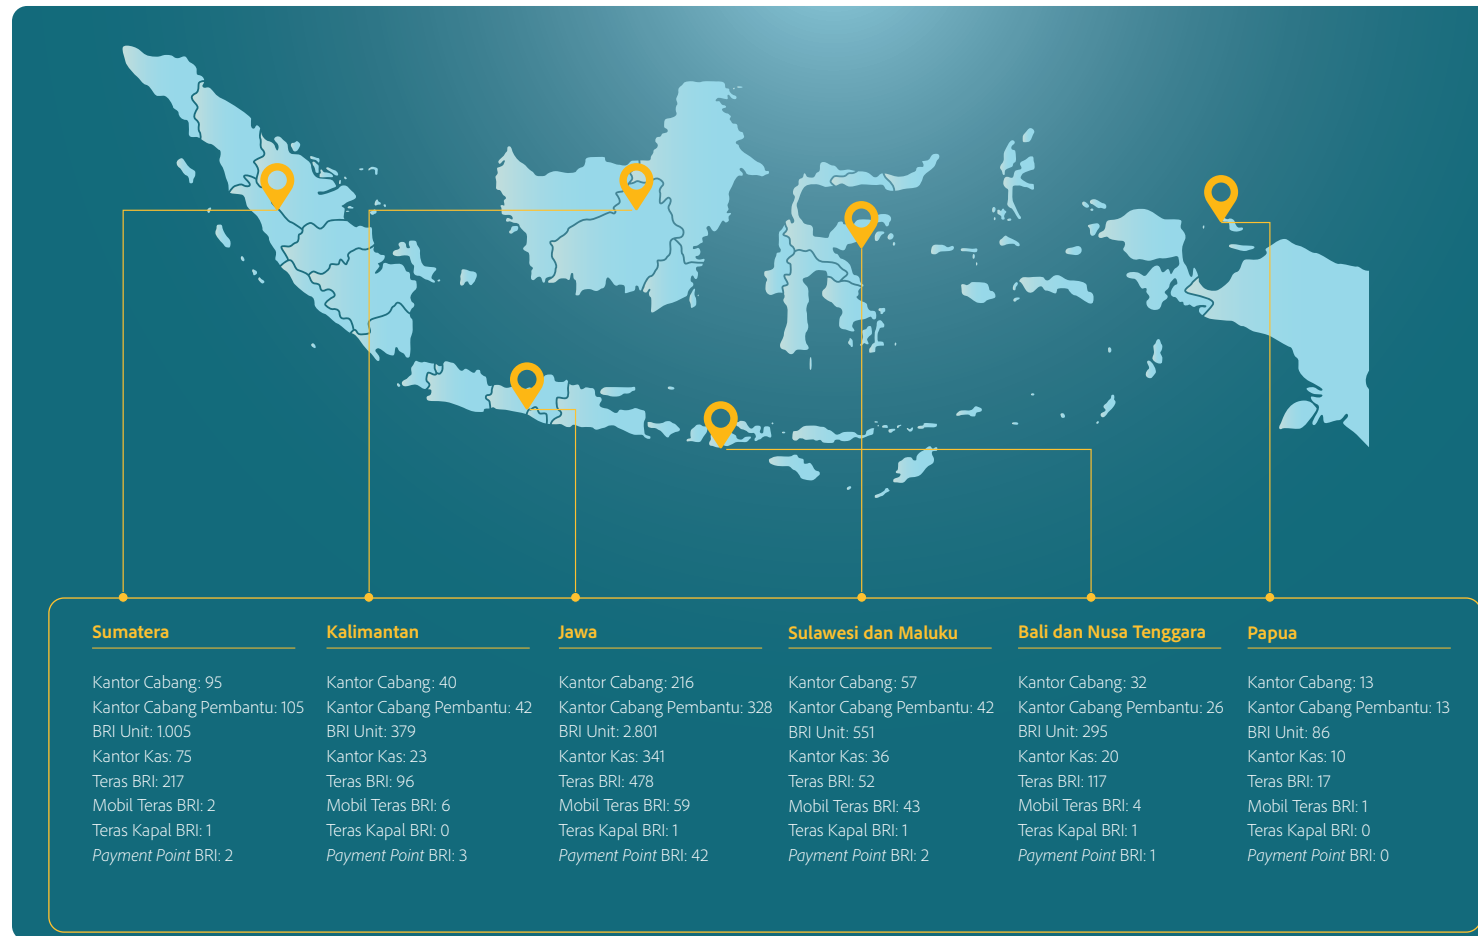 Sumatera
Kantor Cabang: 95
Kantor Cabang Pembantu: 105
BRI Unit: 1.005
Kantor Kas: 75
Teras BRI: 217
Mobil Teras BRI: 2
Teras Kapal BRI: 1
Payment Point BRI: 2
Kalimantan
Kantor Cabang: 40
Kantor Cabang Pembantu: 42
BRI Unit: 379
Kantor Kas: 23
Teras BRI: 96
Mobil Teras BRI: 6
Teras Kapal BRI: 0
Payment Point BRI: 3
Jawa
Kantor Cabang: 216
Kantor Cabang Pembantu: 328
BRI Unit: 2.801
Kantor Kas: 341
Teras BRI: 478
Mobil Teras BRI: 59
Teras Kapal BRI: 1
Payment Point BRI: 42
Sulawesi dan Maluku
Kantor Cabang: 57
Kantor Cabang Pembantu: 42
BRI Unit: 551
Kantor Kas: 36
Teras BRI: 52
Mobil Teras BRI: 43
Teras Kapal BRI: 1
Payment Point BRI: 2
Bali dan Nusa Tenggara
Kantor Cabang: 32
Kantor Cabang Pembantu: 26
BRI Unit: 295
Kantor Kas: 20
Teras BRI: 117
Mobil Teras BRI: 4
Teras Kapal BRI: 1
Payment Point BRI: 1
Papua
Kantor Cabang: 13
Kantor Cabang Pembantu: 13
BRI Unit: 86
Kantor Kas: 10
Teras BRI: 17
Mobil Teras BRI: 1
Teras Kapal BRI: 0
Payment Point BRI: 0